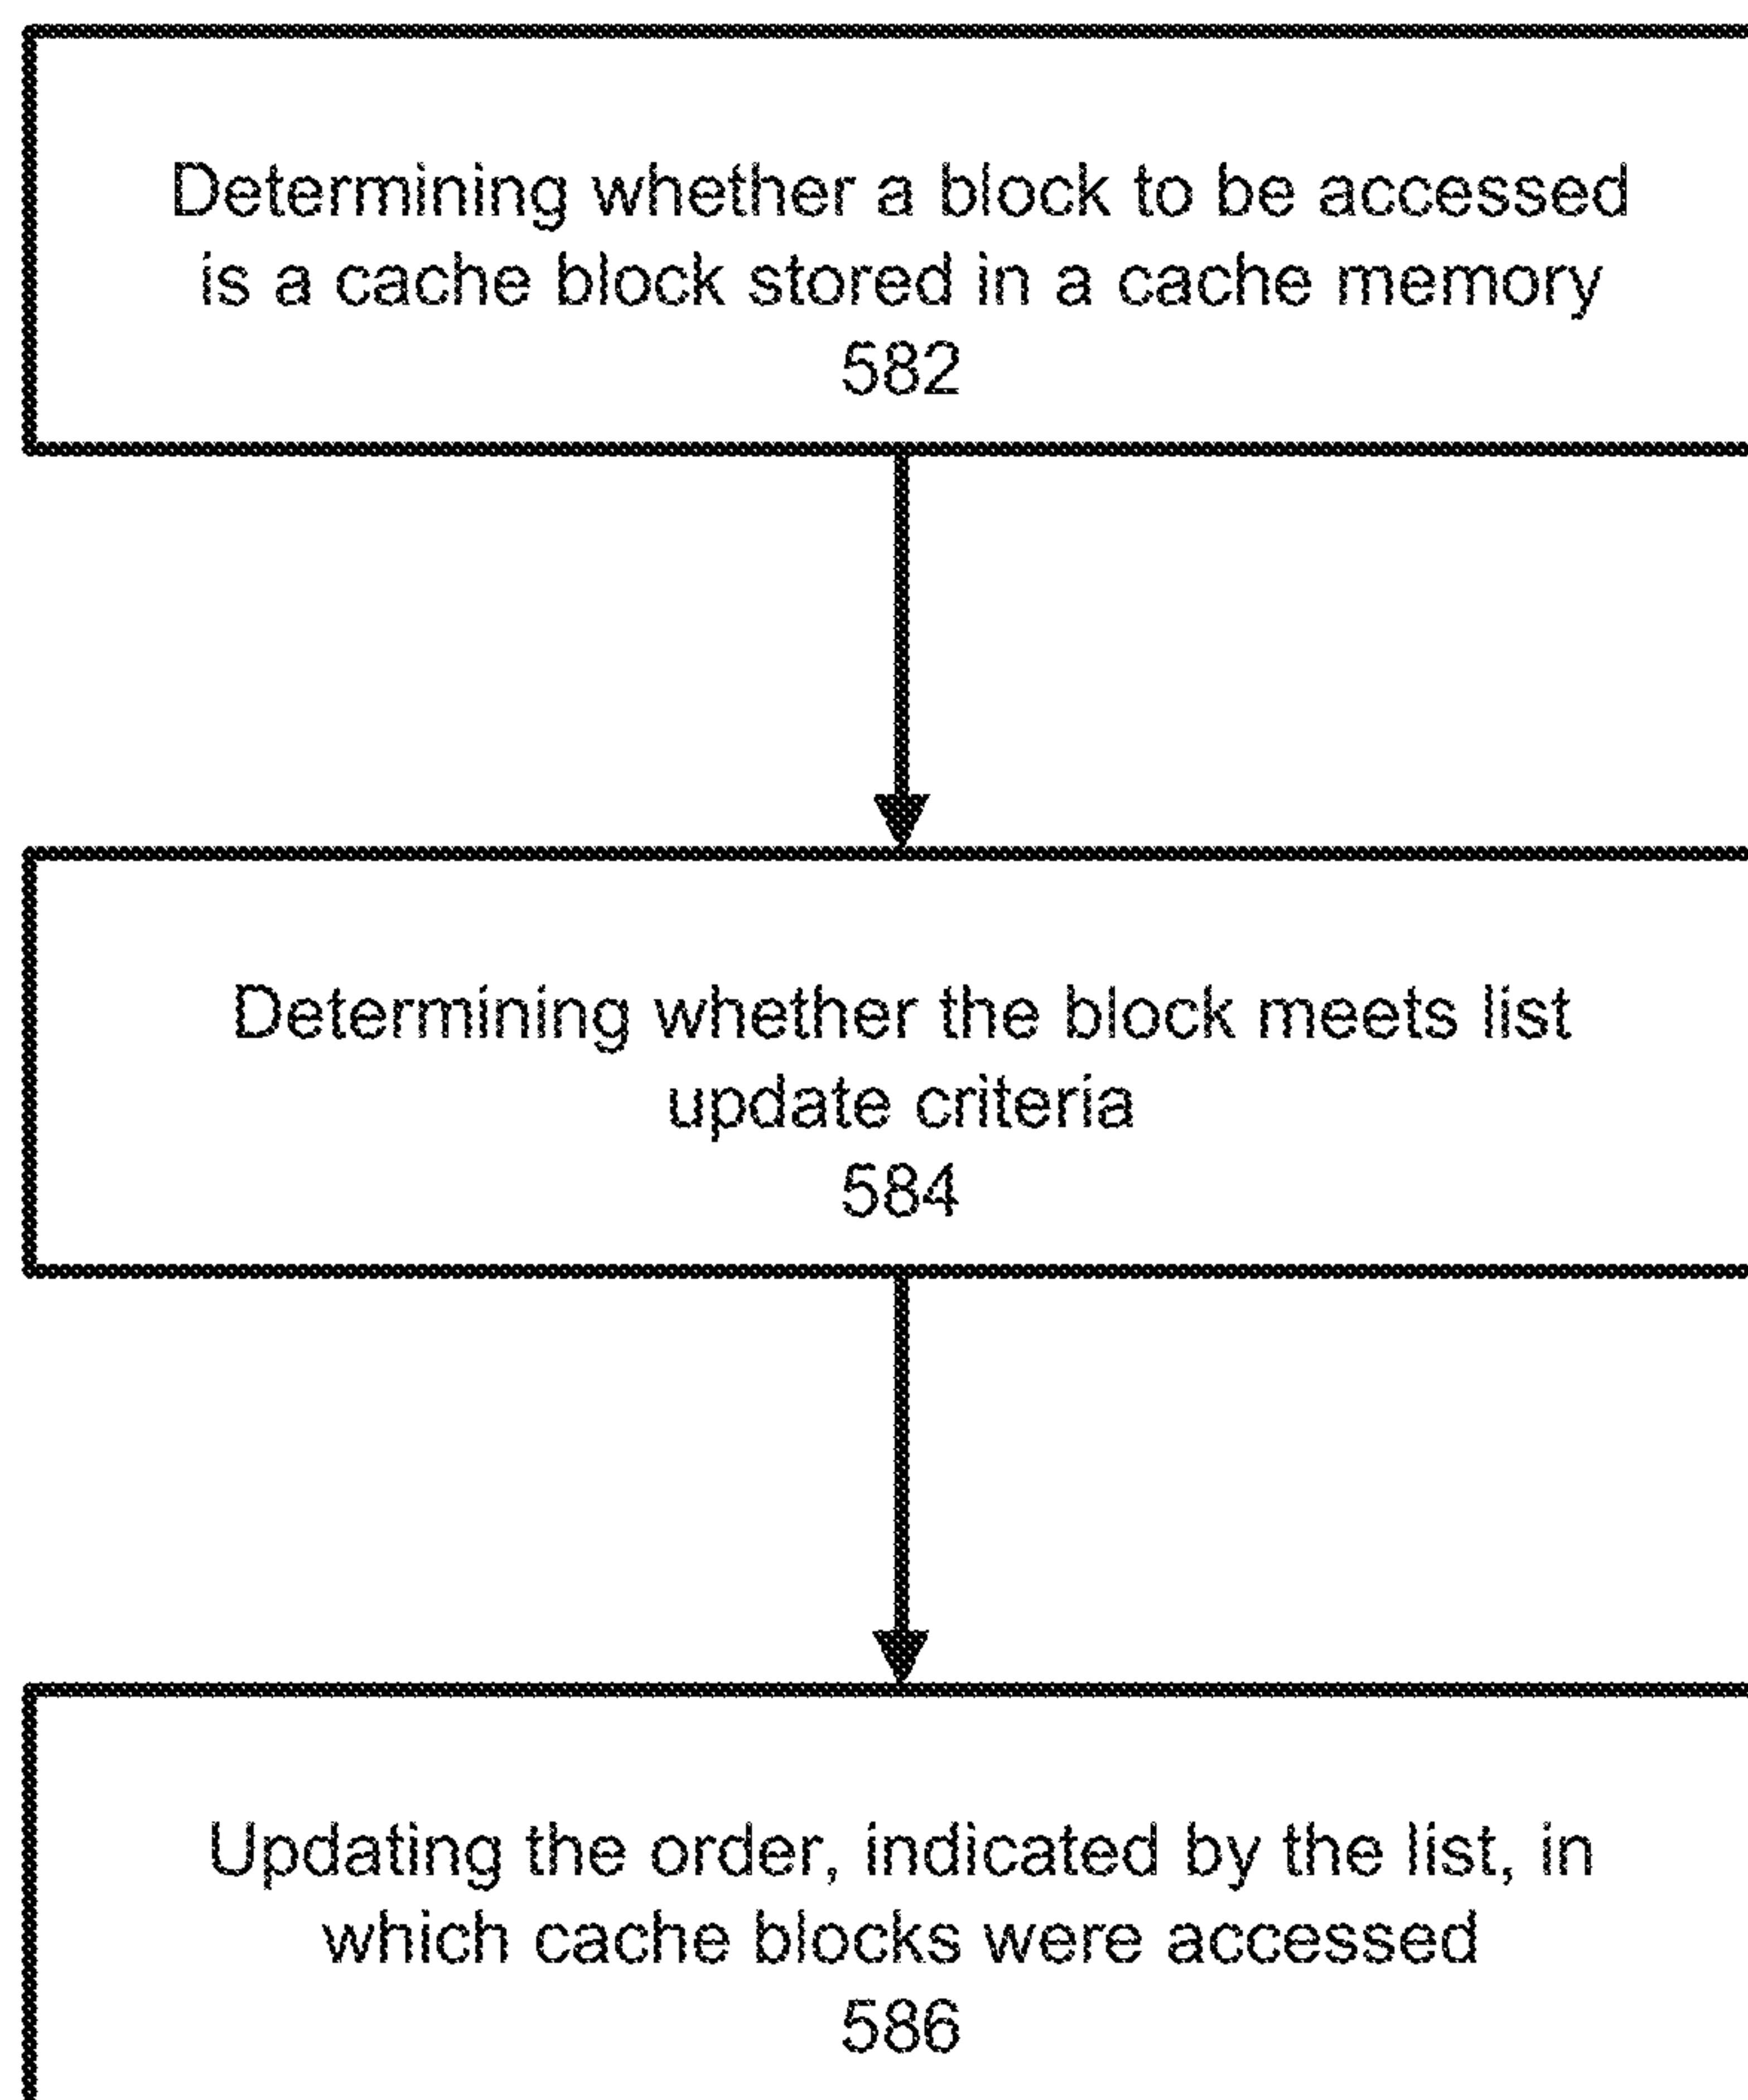 Determining whether a block to be accessed
is a cache block stored in a cache memory
582
Determining whether the block meets list
update criteria
584
Updating the order, indicated by the list, in
which cache blocks were accessed
586